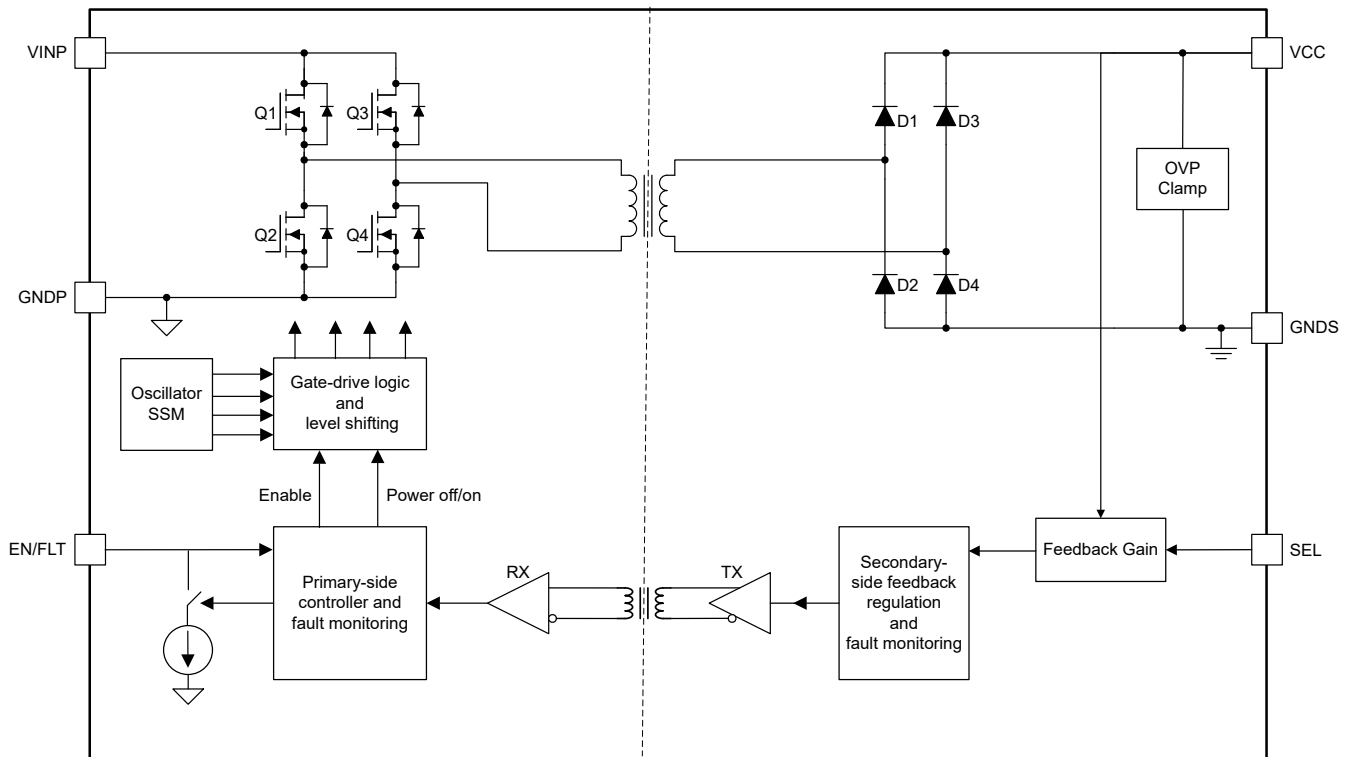 VINP
VCC
Q1
Q3
D1
D3
OVP
Clamp
Q2
Q4
D2
D4
GNDP
GNDS
Oscillator
SSM
Gate-drive logic
and
level shifting
Enable
Power off/on
EN/FLT
SEL
Primary-side
controller and
fault monitoring
RX
TX
Secondary-
side feedback
regulation
and
fault monitoring
Feedback Gain